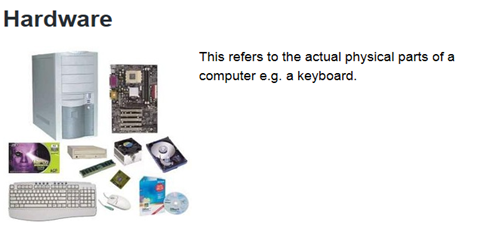 Hardware
This refers to the actual physical parts of a
computer e.g. a keyboard.